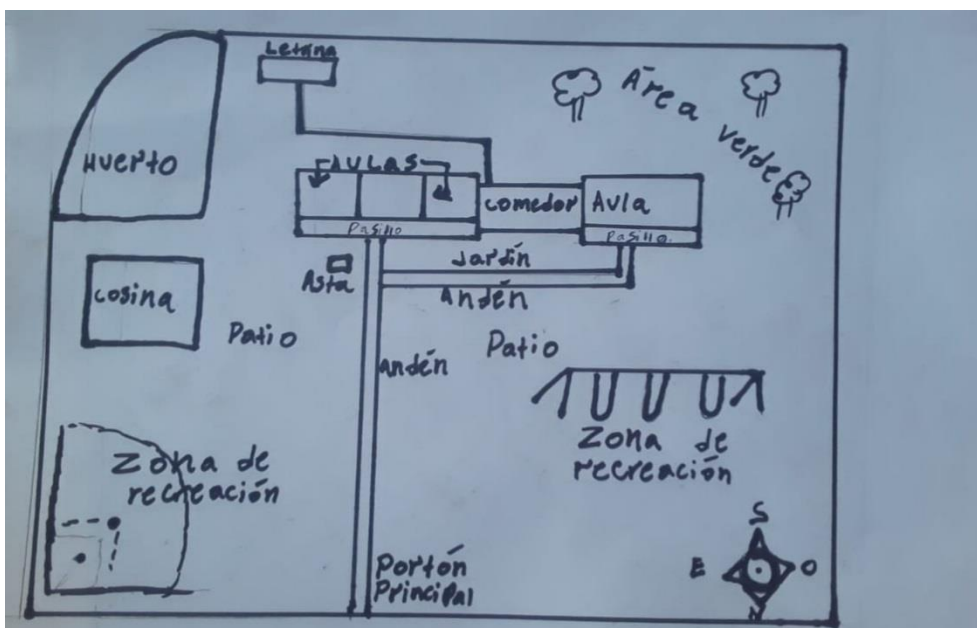 Letrina
Área
verde
Huerto
AULAS
comedor
Aula
Pasillo
Pasillo
Jardín
Asta
Andén
cosina
Patio
Patio
Andén
Zona de
recreación
Zona de
recreación
S
E
O
N
Portón
Principal